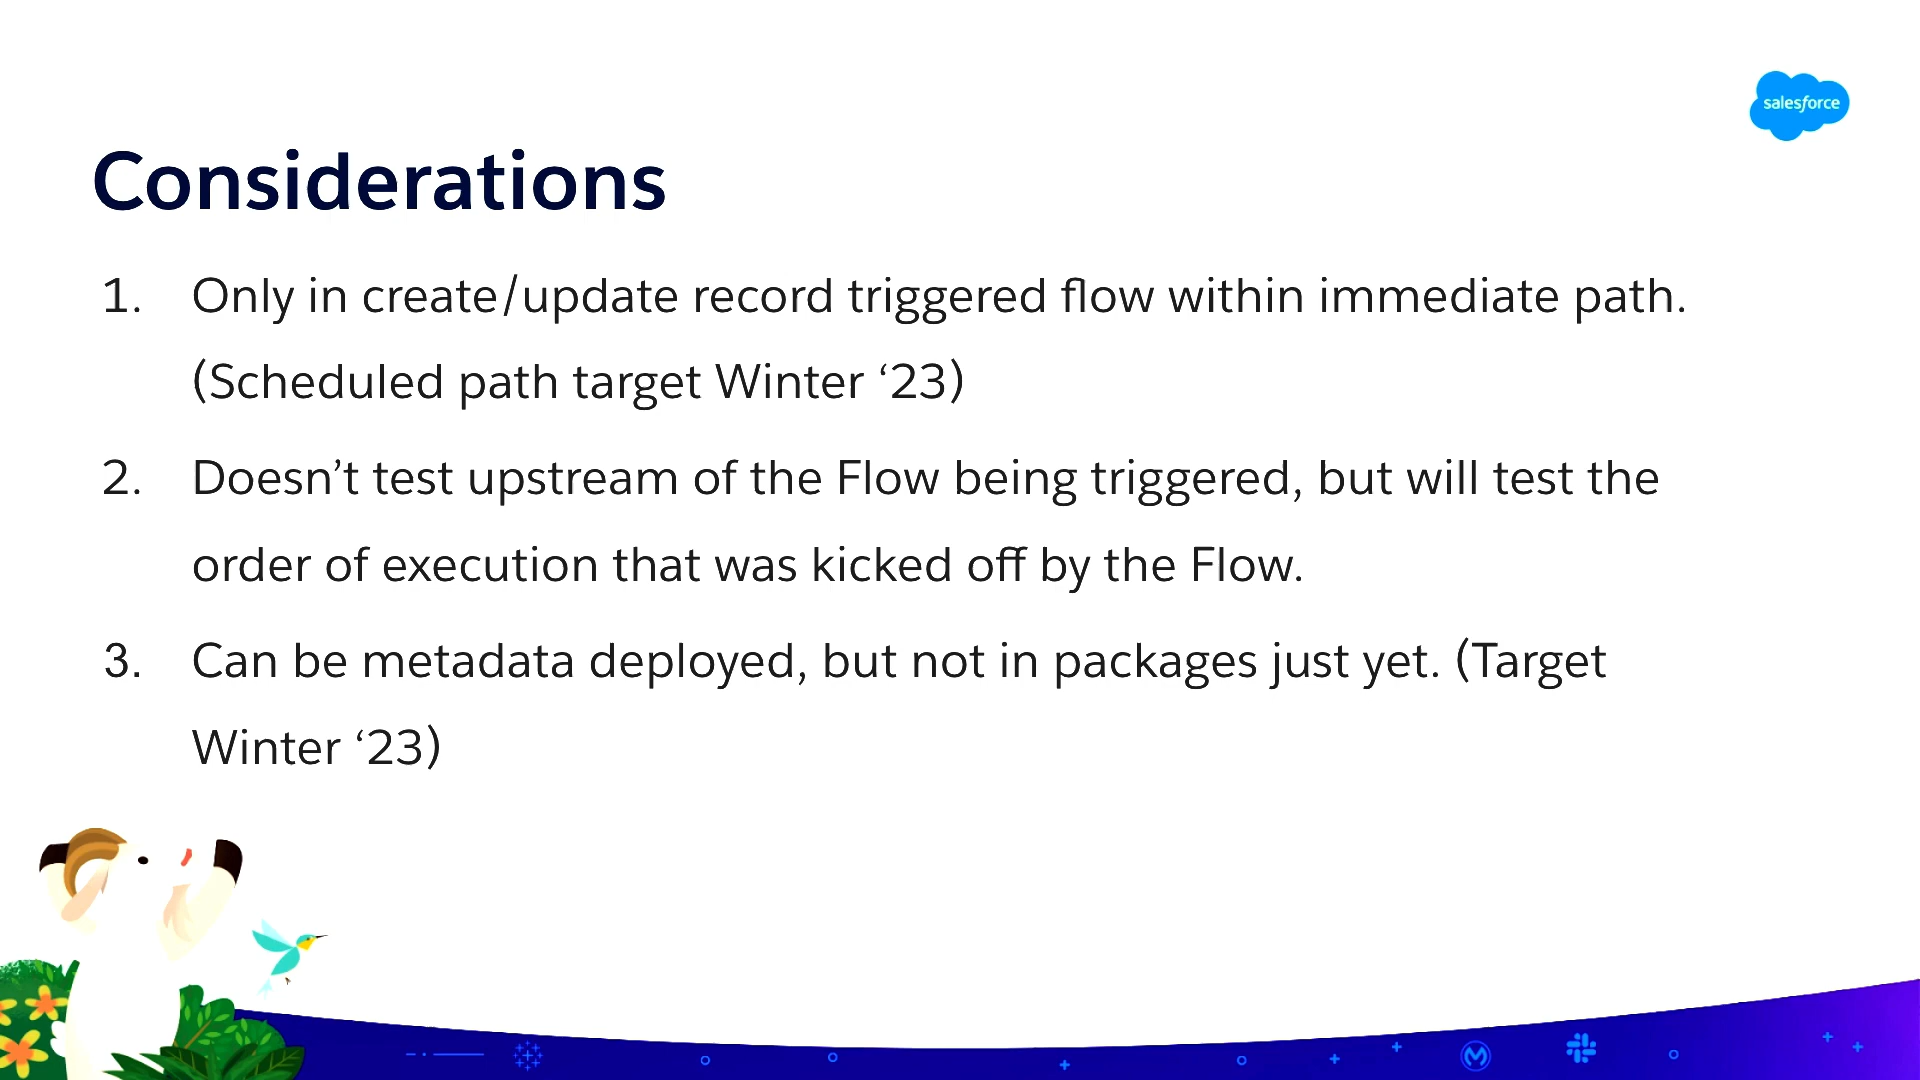 salesforce
Considerations
1. Only in create/update record triggered flow within immediate path.
(Scheduled path target Winter ‘23)
2. Doesn’t test upstream of the Flow being triggered, but will test the
order of execution that was kicked off by the Flow.
3. Can be metadata deployed, but not in packages just yet. (Target
Winter ‘23)